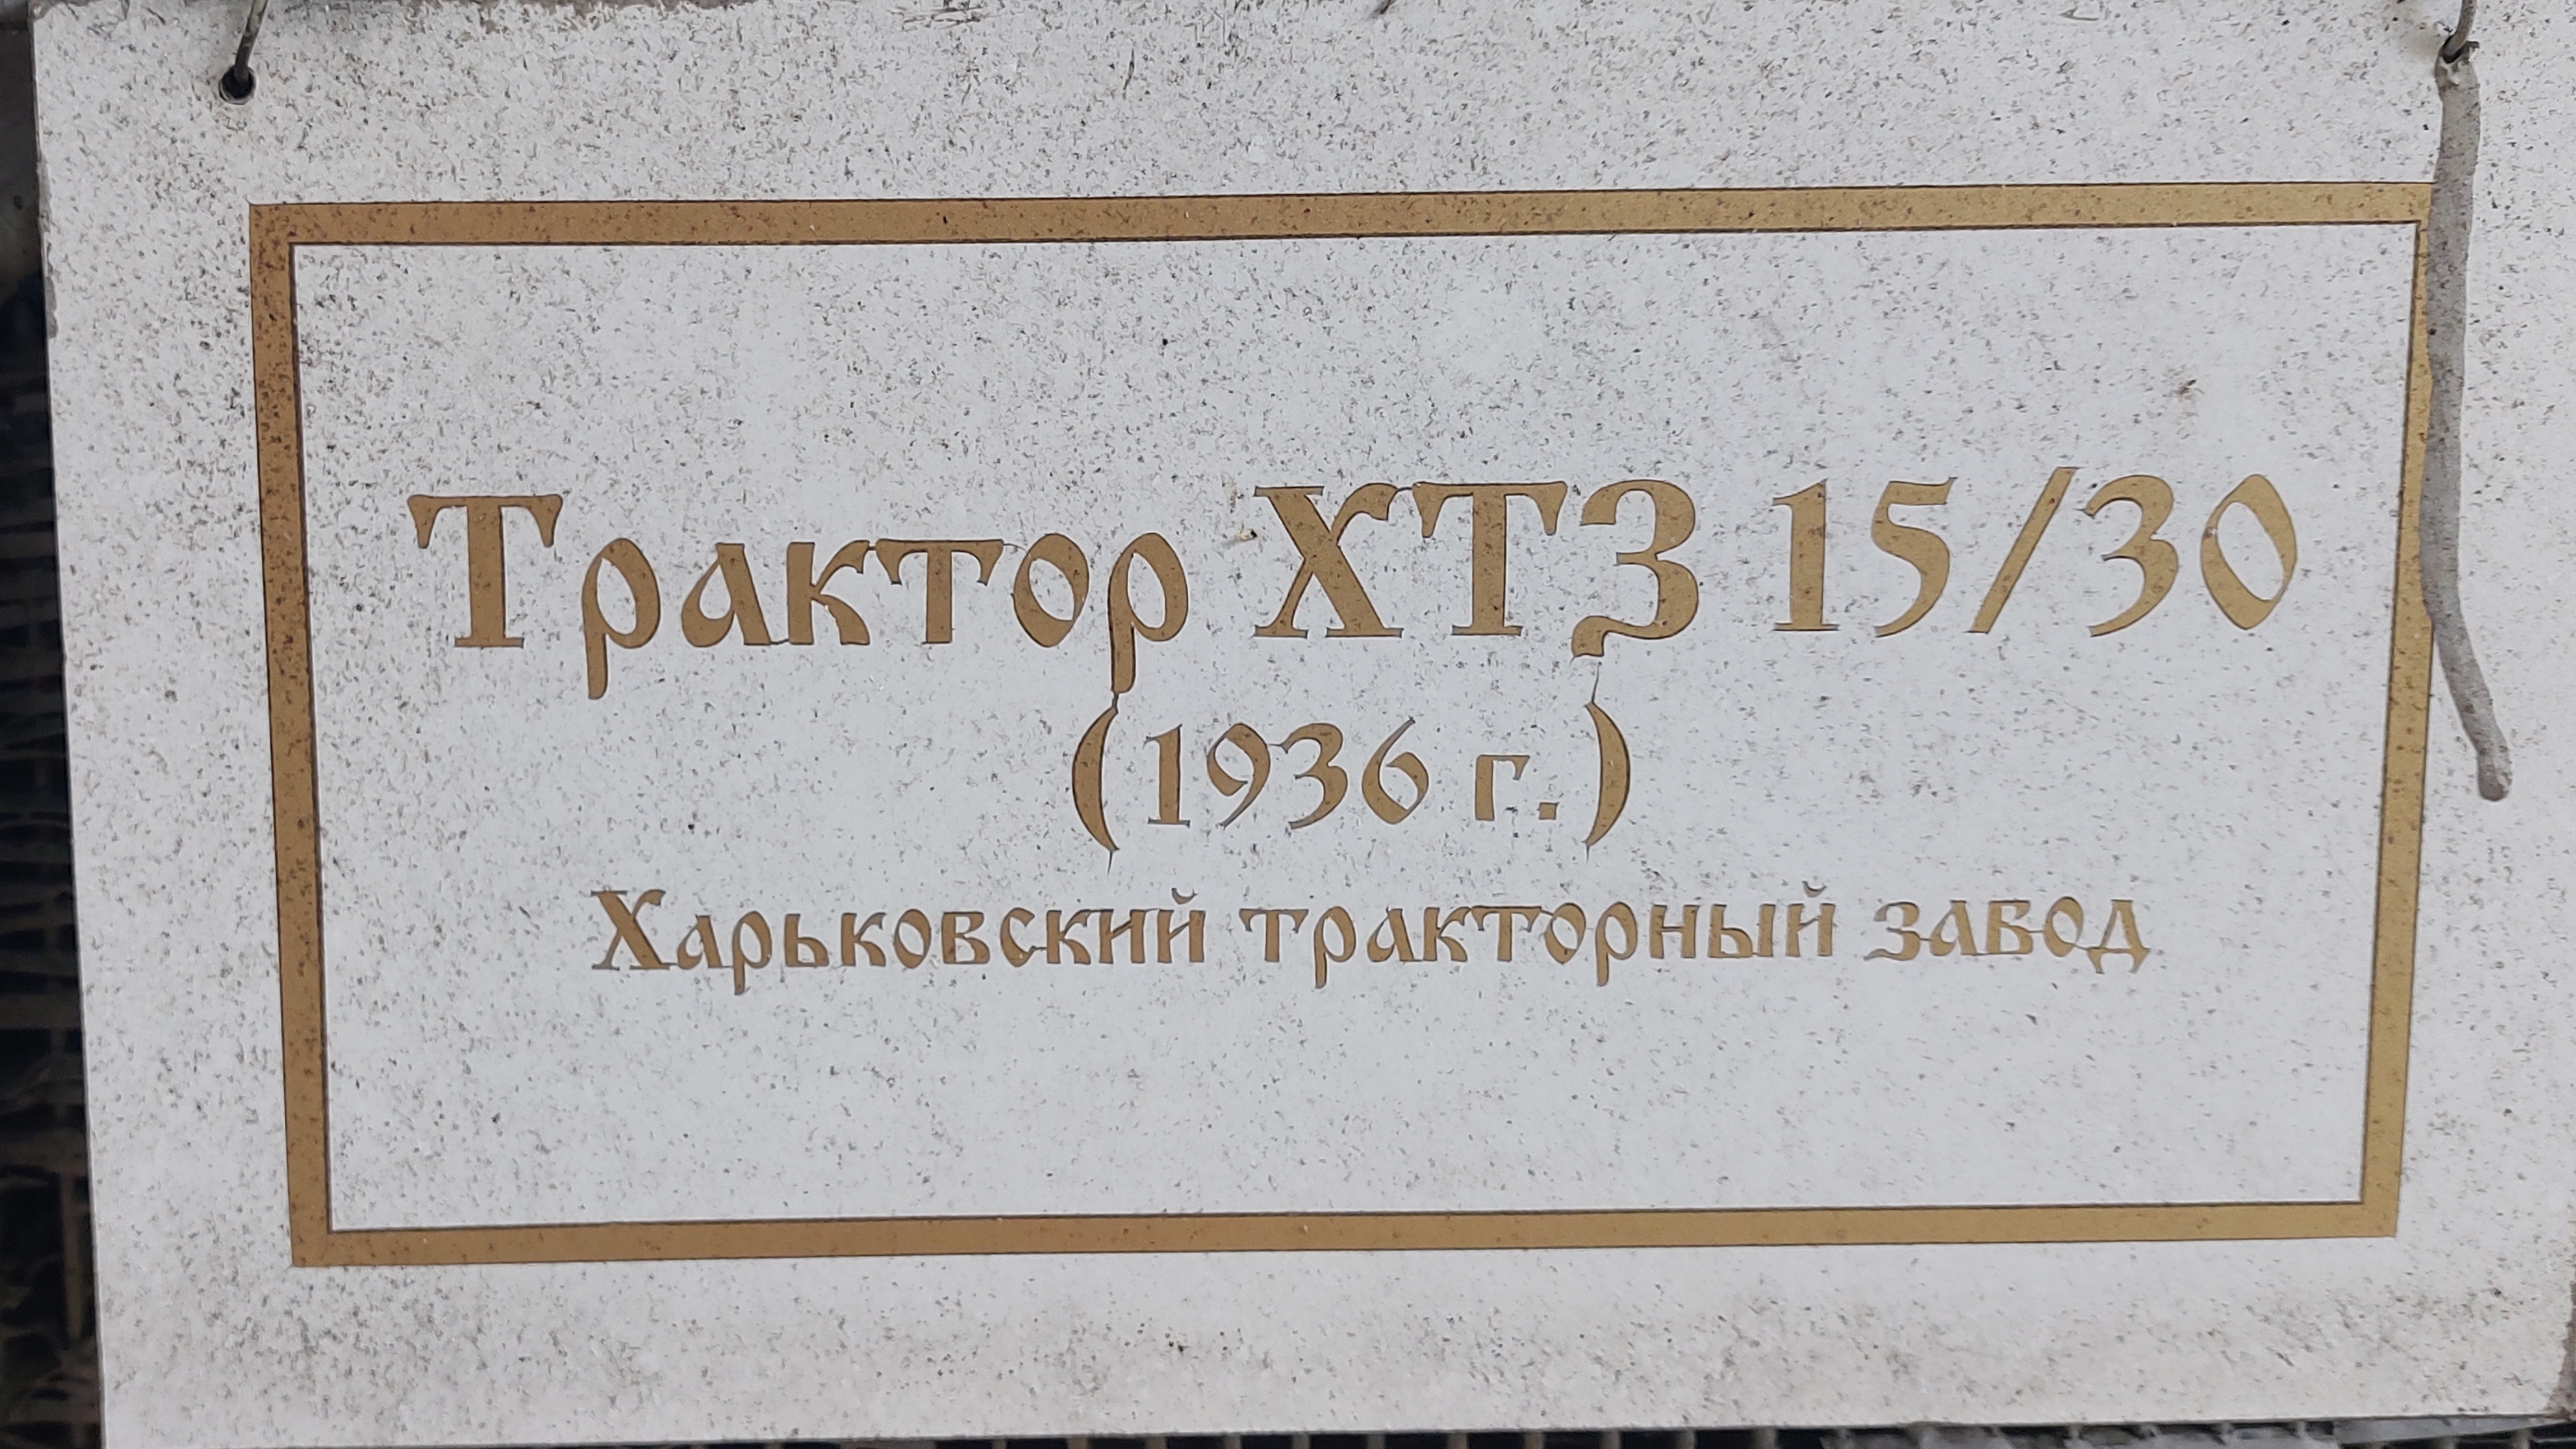 Трактор ХТЗ 15/30
(1936 г.)
Харьковский тракторный завод